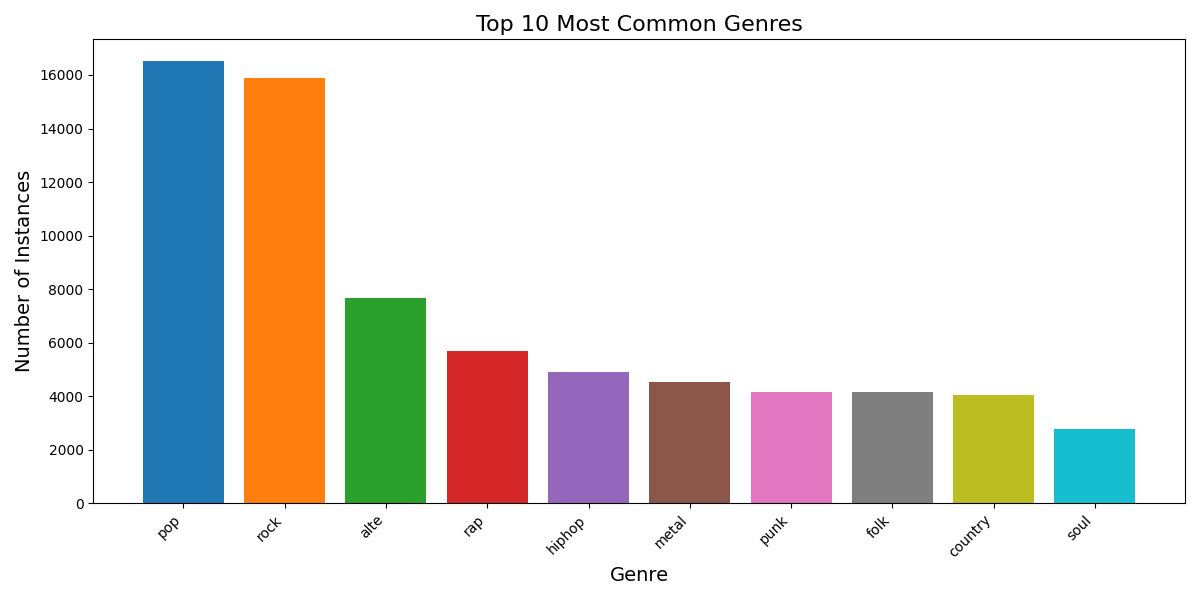 Top 10 Most Common Genres
Number of Instances
16000
14000
12000
10000
8000
6000
4000
2000
0
pop
rock
alte
rap
hiphop
metal
punk
folk
country
soul
Genre